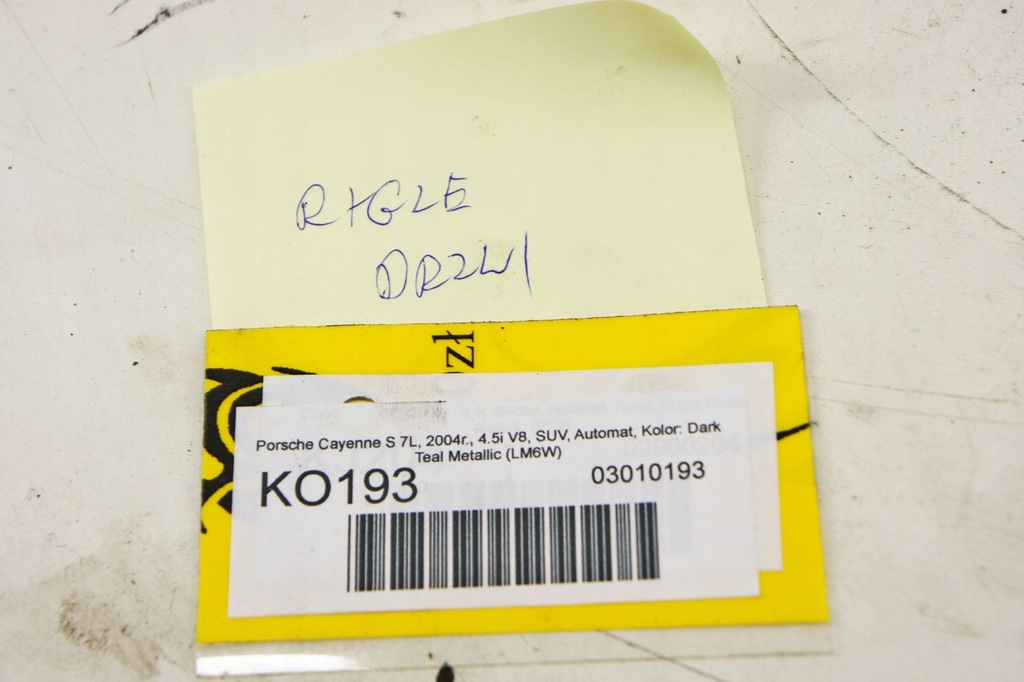 RYGLE
DRZWI
zł
Porsche Cayenne S 7L, 2004r., 4.5i V8, SUV, Automat, Kolor: Dark
Teal Metallic (LM6W)
KO193
03010193